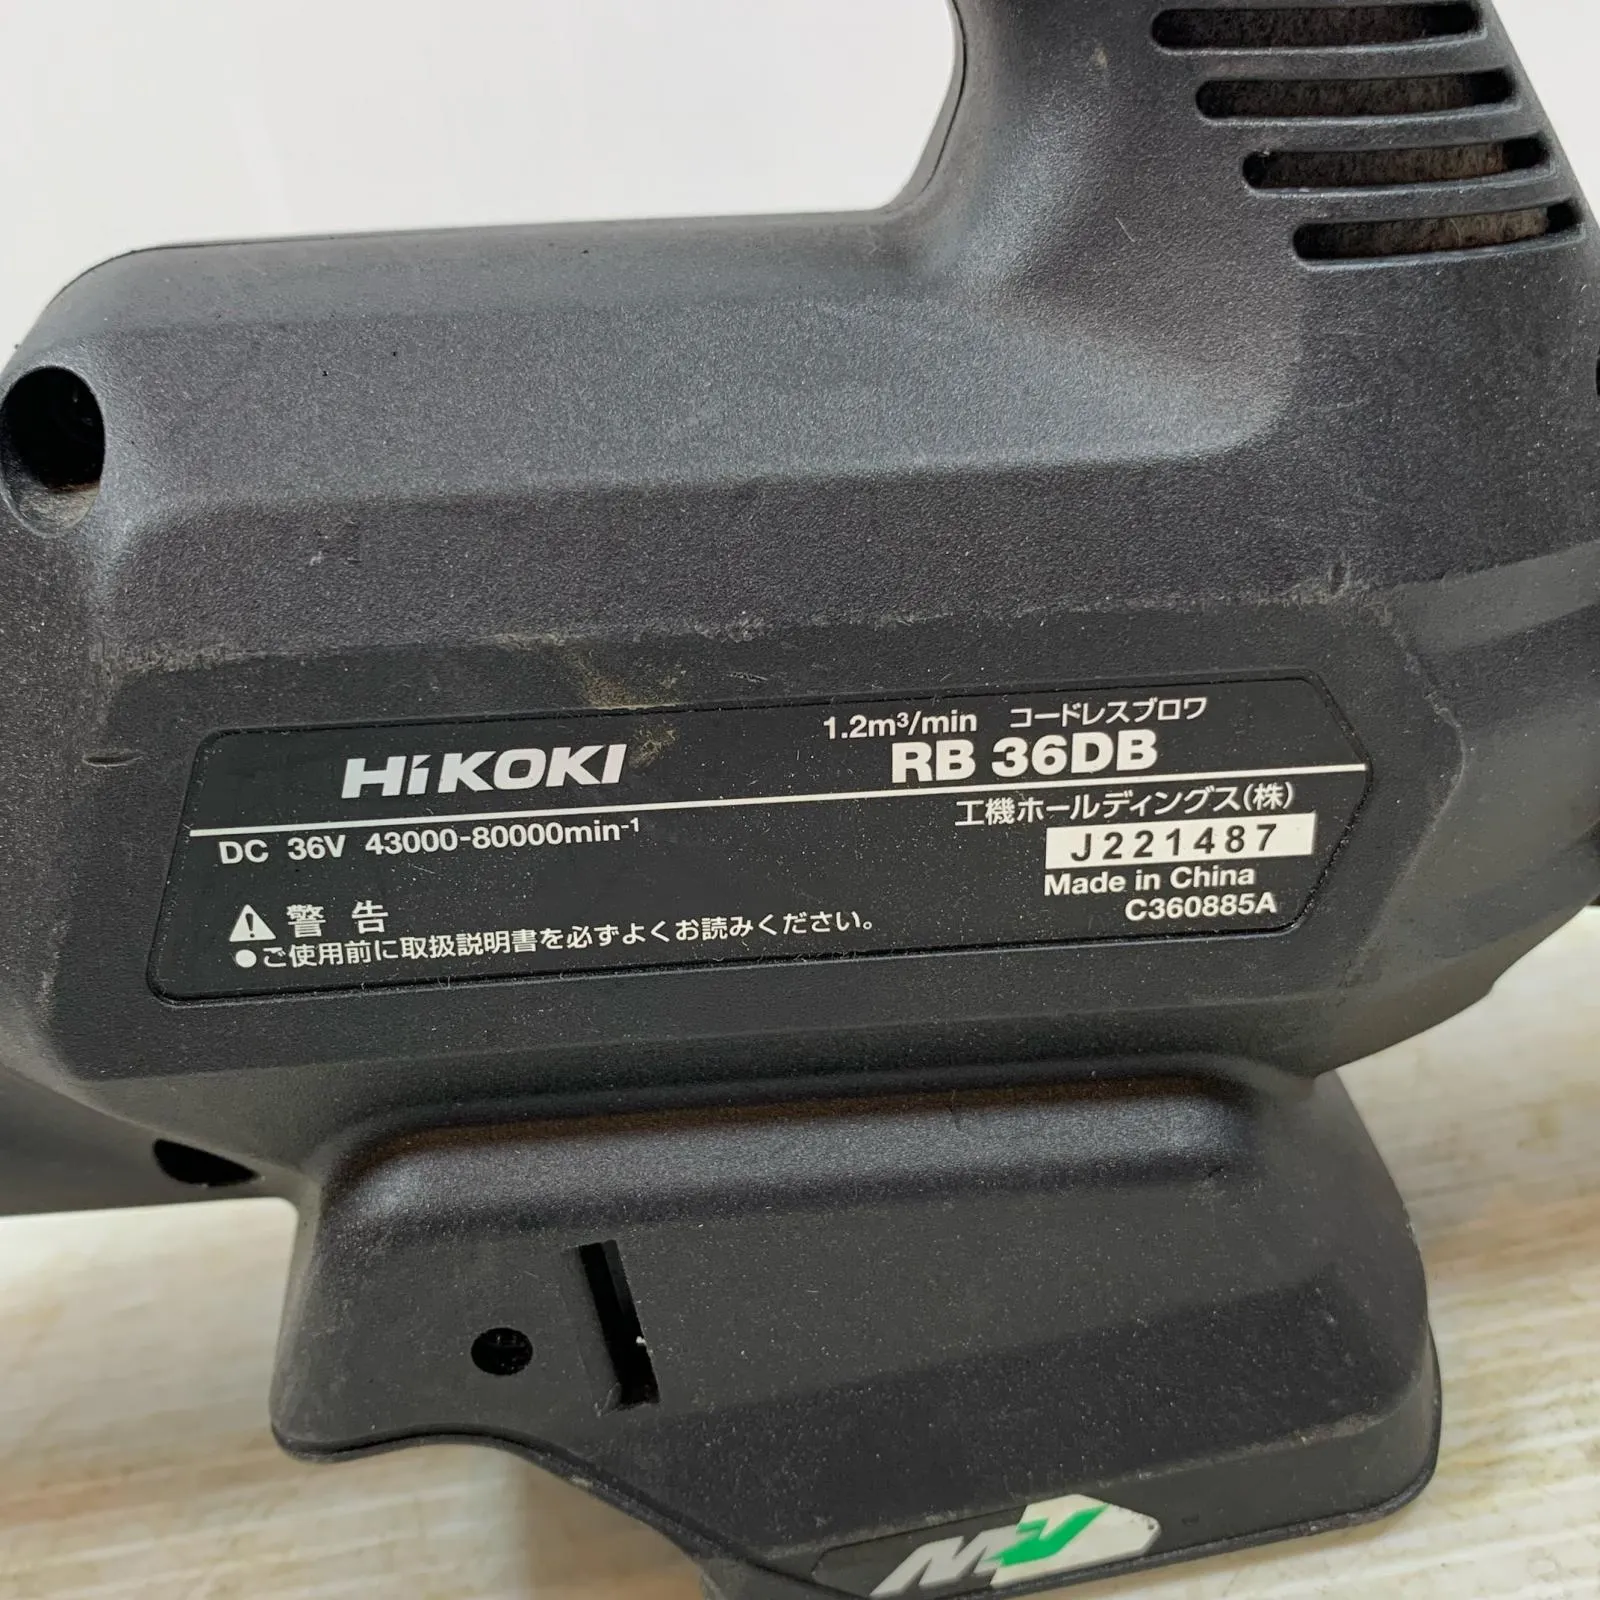 1.2m³/min コードレスブロワ
HiKOKI RB 36DB
DC 36V 43000-80000min⁻¹
工機ホールディングス(株)
J221487
Made in China
C360885A
警告
●ご使用前に取扱説明書を必ずよくお読みください。
MV